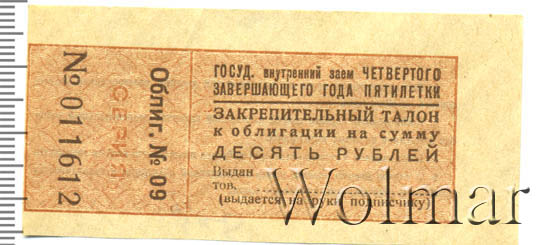 № 011612
СЕРИЯ
Облиг. № 09
ГОСУД. внутренний заем ЧЕТВЕРТОГО
ЗАВЕРШАЮЩЕГО ГОДА ПЯТИЛЕТКИ
ЗАКРЕПИТЕЛЬНЫЙ ТАЛОН
к облигации на сумму
ДЕСЯТЬ РУБЛЕЙ
Выдан
тов.
(выдается на руки подписчику)
Wolmar